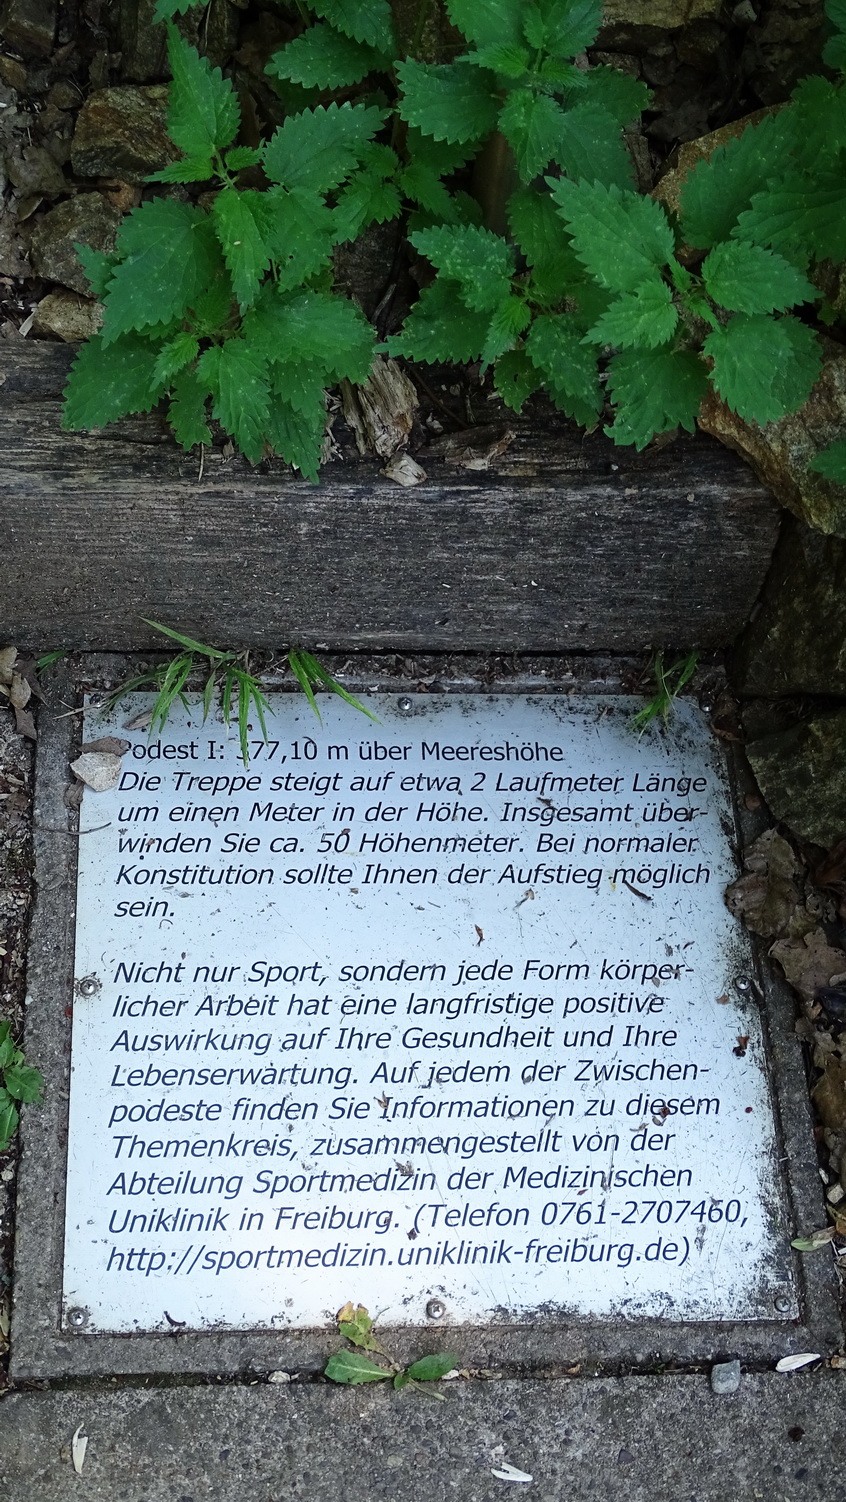 Podest I: 377,10 m über Meereshöhe
Die Treppe steigt auf etwa 2 Laufmeter Länge
um einen Meter in der Höhe. Insgesamt über-
winden Sie ca. 50 Höhenmeter. Bei normaler
Konstitution sollte Ihnen der Aufstieg möglich
sein.
Nicht nur Sport, sondern jede Form körper-
licher Arbeit hat eine langfristige positive
Auswirkung auf Ihre Gesundheit und Ihre
Lebenserwartung. Auf jedem der Zwischen-
podeste finden Sie Informationen zu diesem
Themenkreis, zusammengestellt von der
Abteilung Sportmedizin der Medizinischen
Uniklinik in Freiburg. (Telefon 0761-2707460,
http://sportmedizin.uniklinik-freiburg.de)